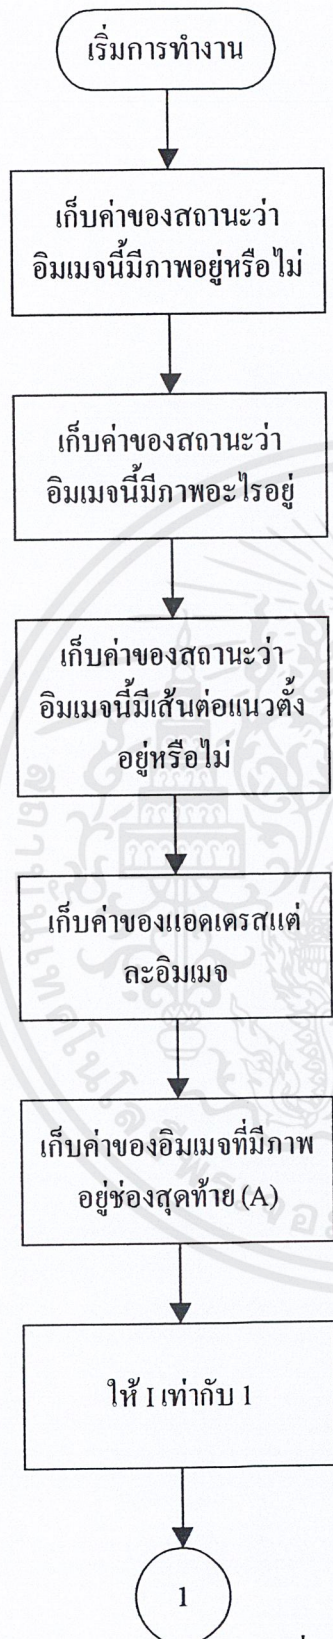 เริ่มการทำงาน
เก็บค่าของสถานะว่า
อิมเมจนี้มีภาพอยู่หรือไม่
เก็บค่าของสถานะว่า
อิมเมจนี้มีภาพอะไรอยู่
เก็บค่าของสถานะว่า
อิมเมจนี้มีเส้นต่อแนวตั้ง
อยู่หรือไม่
เก็บค่าของแอดเดรสแต่
ละอิมเมจ
เก็บค่าของอิมเมจที่มีภาพ
อยู่ช่องสุดท้าย (A)
ให้ I เท่ากับ 1
1